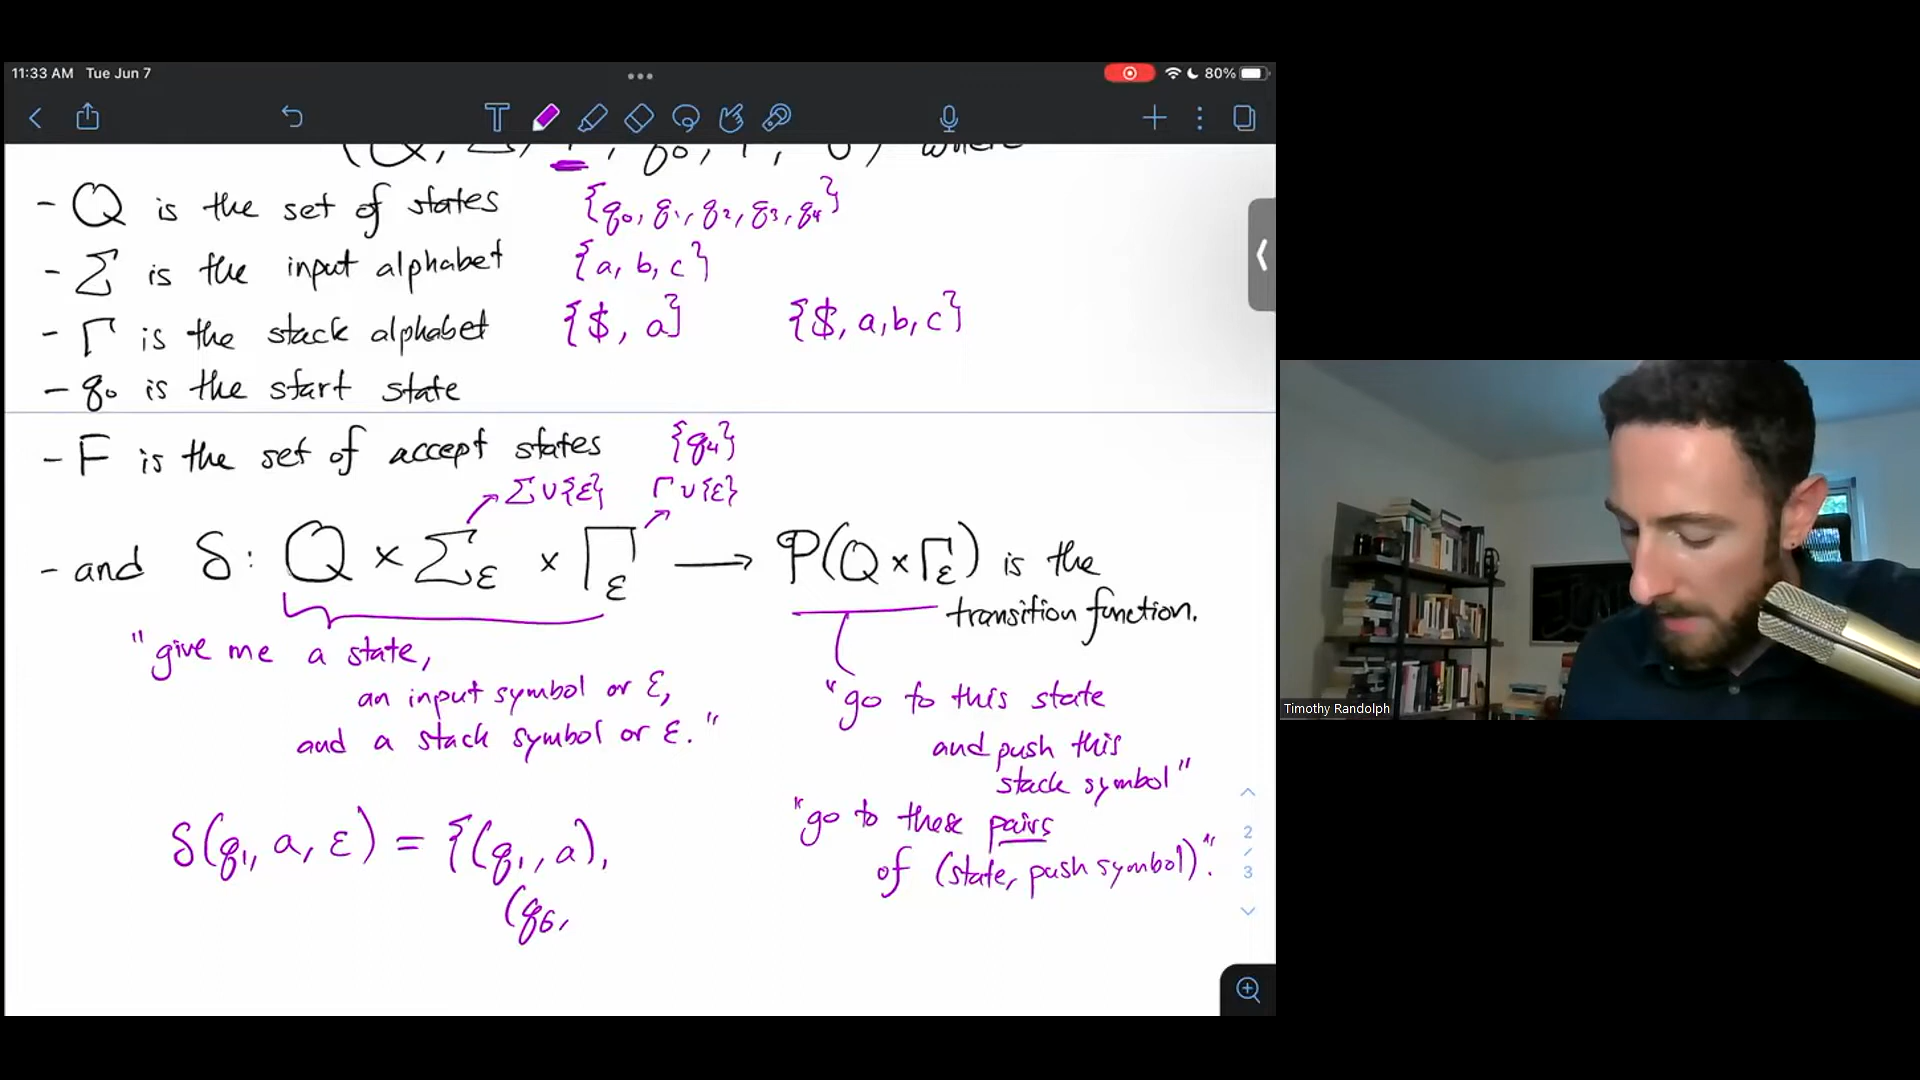 11:33 AM Tue Jun 7
80%
(Q, Σ, Γ, q0, F, δ) where
- Q is the set of states {q0, q1, q2, q3, q4}
- Σ is the input alphabet {a, b, c}
- Γ is the stack alphabet {$, a} {$, a, b, c}
- q0 is the start state
- F is the set of accept states {q4}
Σ ∪ {ε} Γ ∪ {ε}
- and δ: Q × Σε × Γε → P(Q × Γε) is the
transition function.
"give me a state,
an input symbol or ε,
and a stack symbol or ε."
"go to this state
and push this
stack symbol"
"go to these pairs
of (state, push symbol)".
δ(q1, a, ε) = {(q1, a),
(q6,
2
/
3
Timothy Randolph